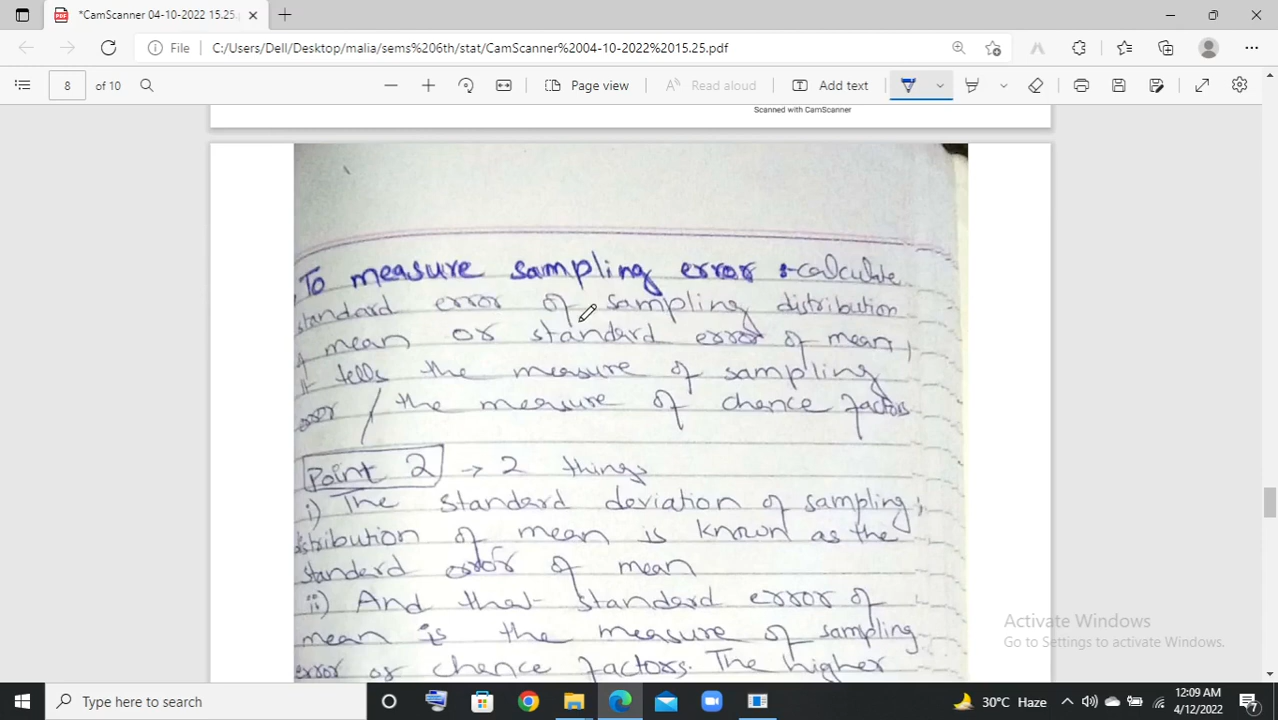 *CamScanner 04-10-2022 15.25.
File C:/Users/Dell/Desktop/malia/sems%206th/stat/CamScanner%2004-10-2022%2015.25.pdf
8 of 10 Page view Read aloud Add text
Scanned with CamScanner
To measure sampling error :- calculate
standard error of sampling distribution
of mean or standard error of mean,
it tells the measure of sampling
error / the measure of chance factors
Point 2 → 2 things
i) The standard deviation of sampling
distribution of mean is known as the
standard error of mean
ii) And that standard error of
mean is the measure of sampling
error or chance factors. The higher
Activate Windows
Go to Settings to activate Windows.
Type here to search 30°C Haze 12:09 AM
4/12/2022
7